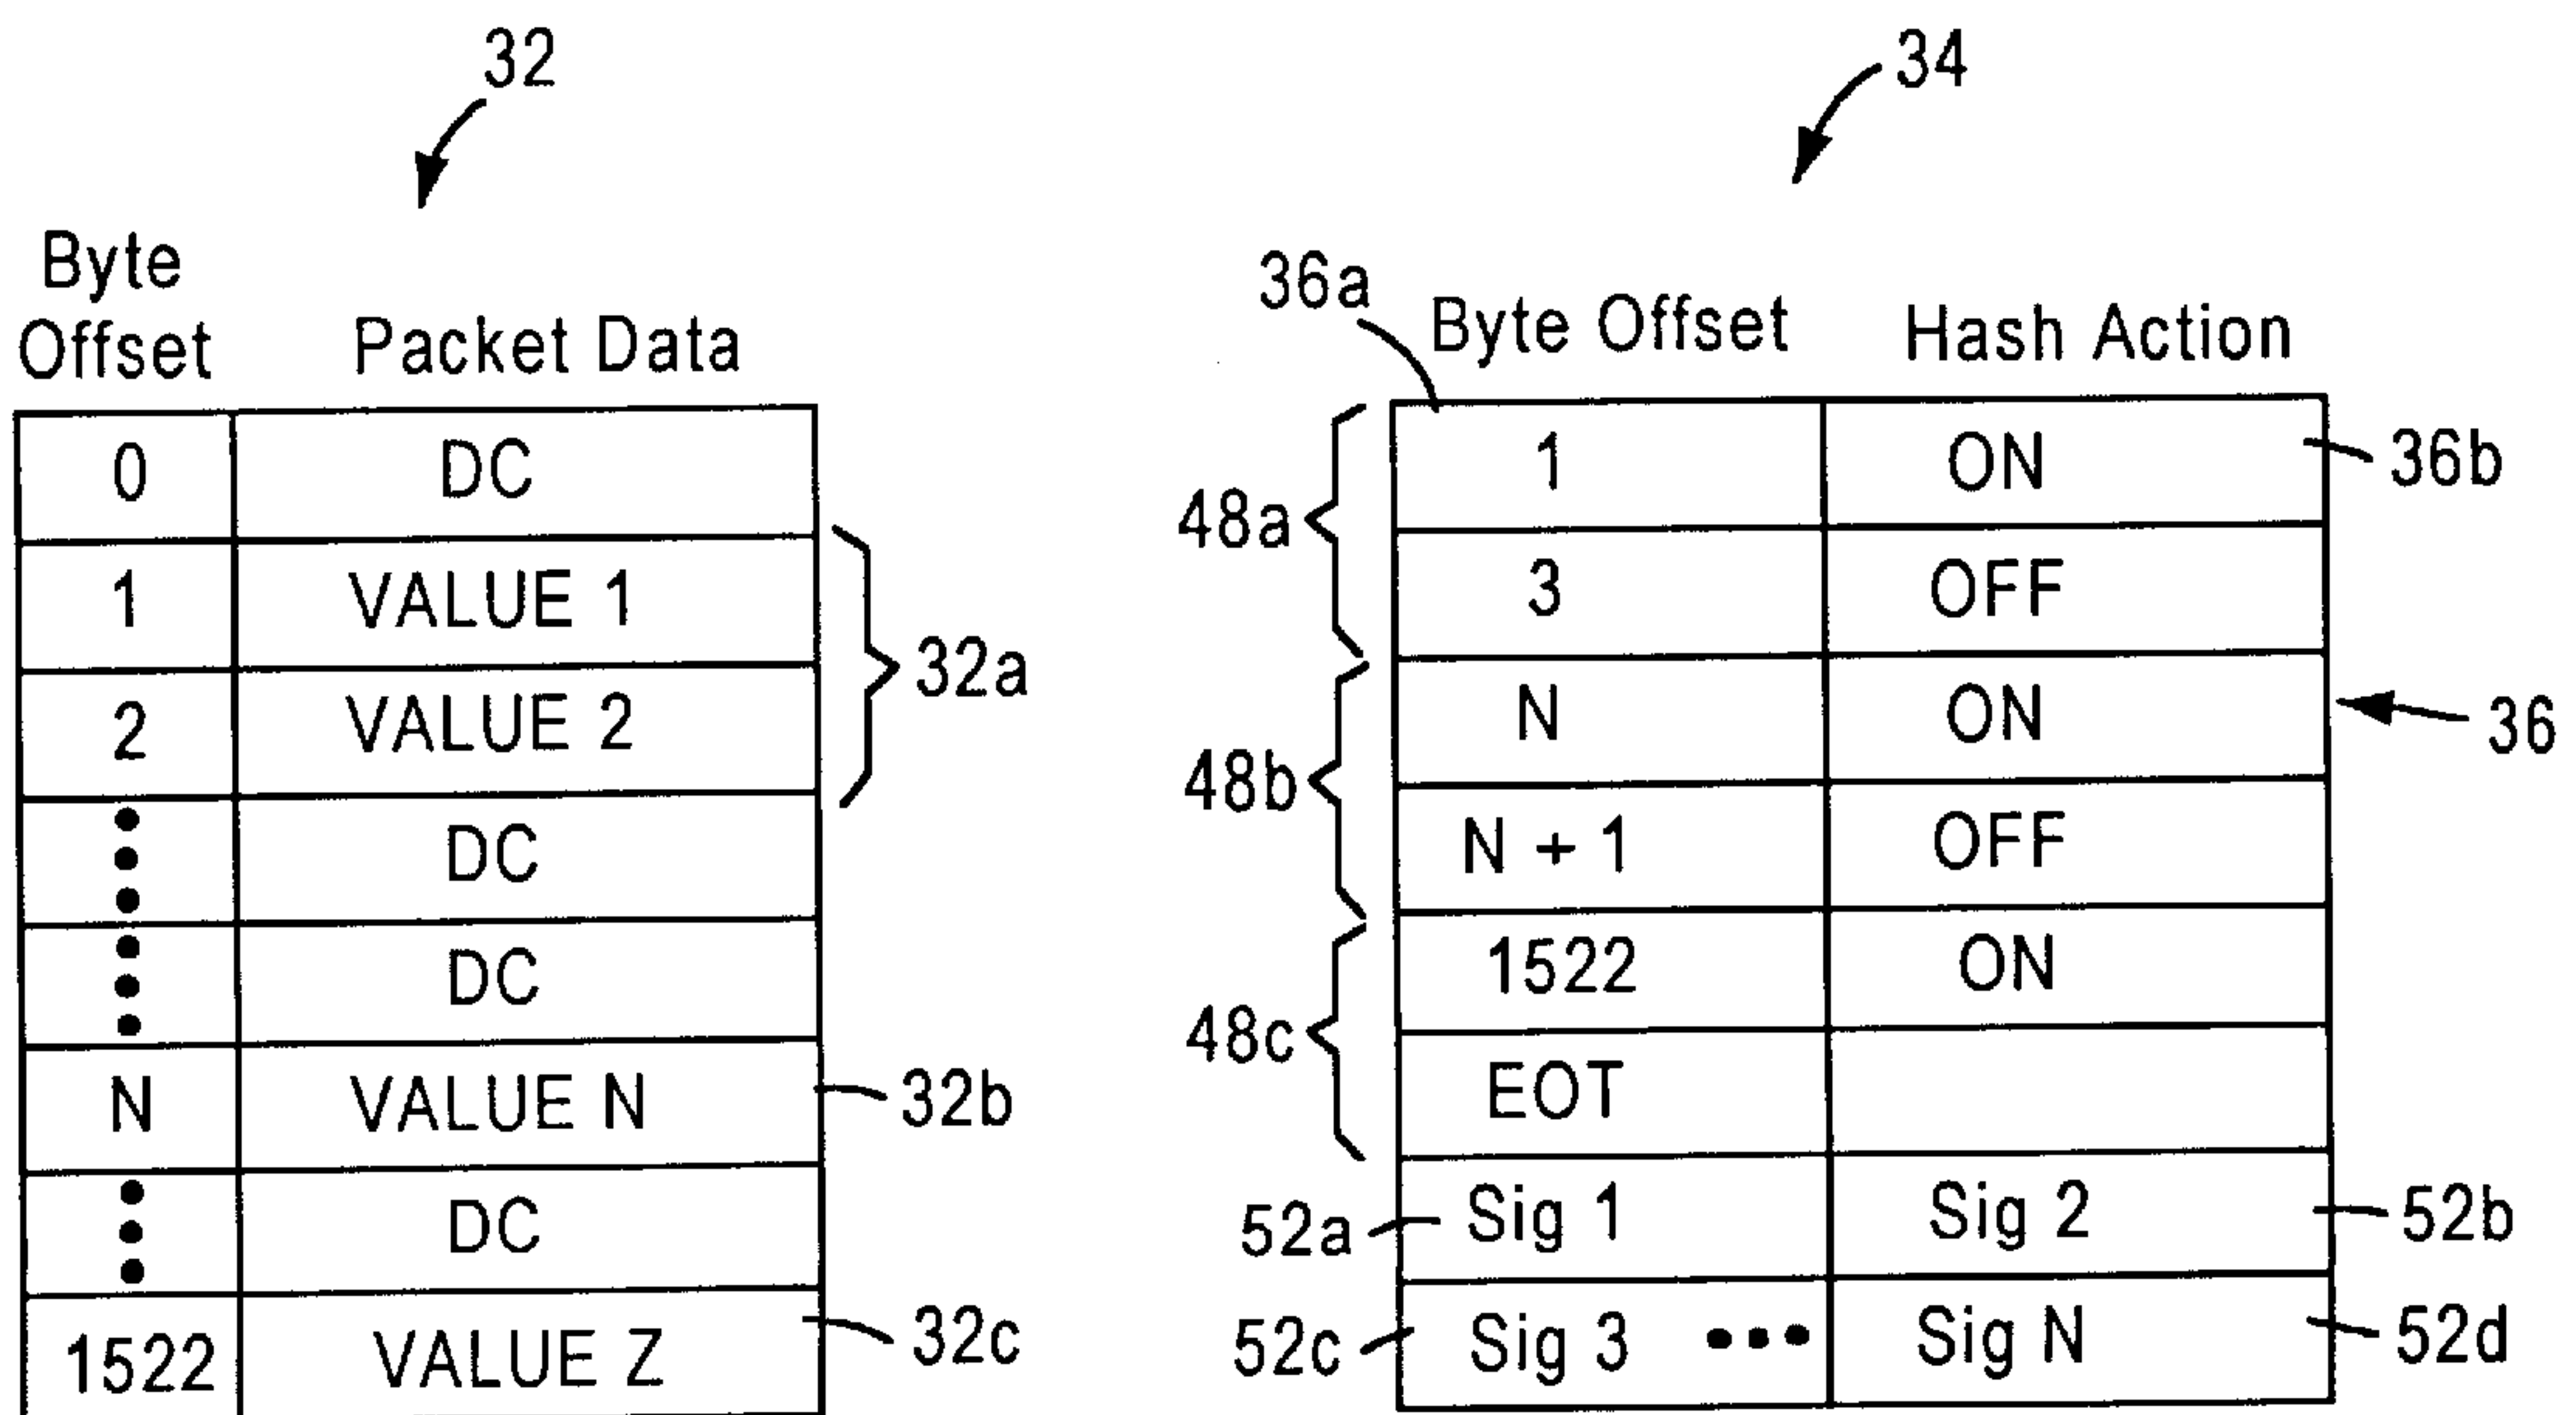 32
Byte
Offset
Packet Data
0 DC
1 VALUE 1
2 VALUE 2
32a
DC
DC
N VALUE N
32b
DC
1522 VALUE Z
32c
34
36a
Byte Offset Hash Action
1 ON
36b
48a
3 OFF
N ON
36
48b
N + 1 OFF
1522 ON
48c
EOT
52a
Sig 1 Sig 2
52b
52c
Sig 3 ••• Sig N
52d